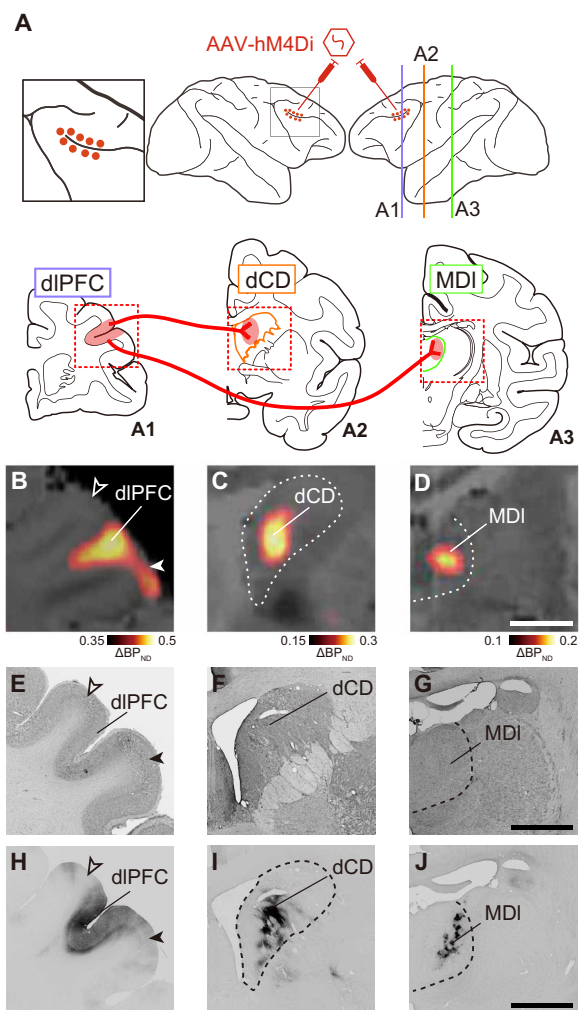 A
AAV-hM4Di
A2
A1
A3
dlPFC
dCD
MDl
A1
A2
A3
B
dlPFC
C
dCD
D
MDl
0.35
0.5
ΔBPND
0.15
0.3
ΔBPND
0.1
0.2
ΔBPND
E
dlPFC
F
dCD
G
MDl
H
dlPFC
I
dCD
J
MDl